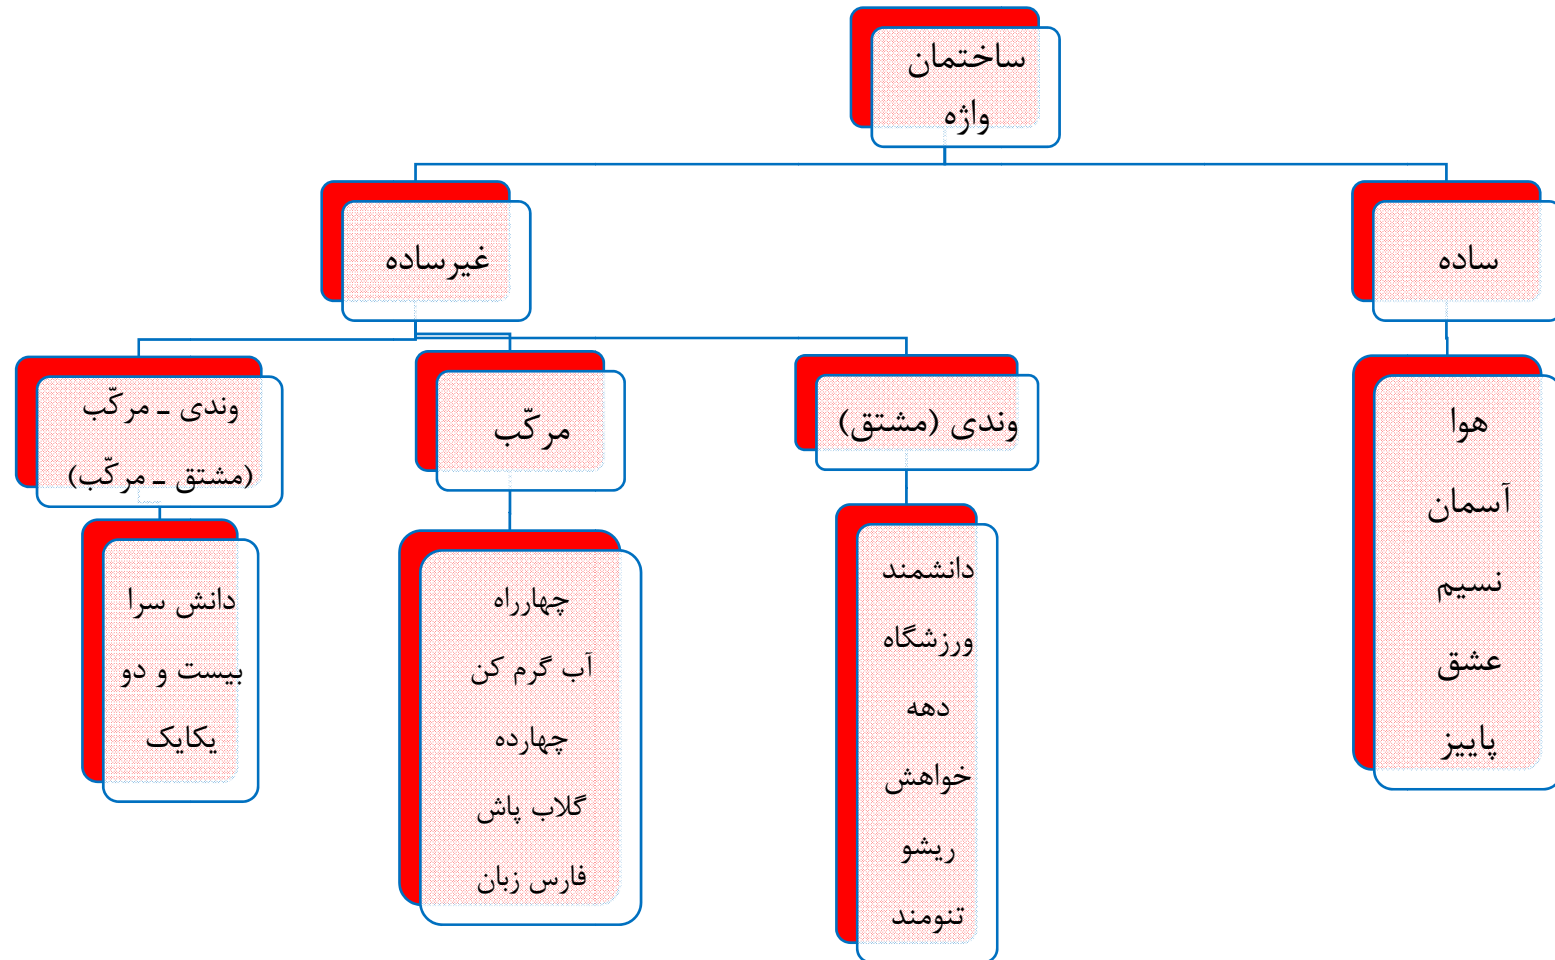 ساختمان
واژه
ساده
غیرساده
هوا
آسمان
نسیم
عشق
پاییز
وندی (مشتق)
دانشمند
ورزشگاه
دهه
خواهش
ریشو
تنومند
مرکّب
چهارراه
آب گرم کن
چهارده
گلاب پاش
فارس زبان
وندی ـ مرکّب
(مشتق ـ مرکّب)
دانش سرا
بیست و دو
یکایک